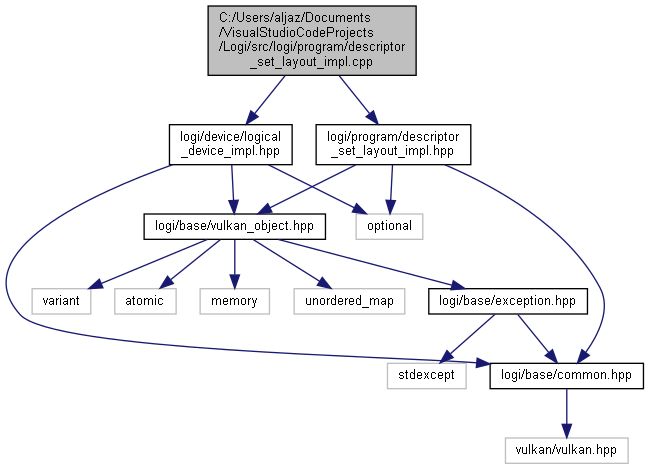 C:/Users/aljaz/Documents
/VisualStudioCodeProjects
/Logi/src/logi/program/descriptor
_set_layout_impl.cpp
logi/device/logical
_device_impl.hpp
logi/program/descriptor
_set_layout_impl.hpp
logi/base/vulkan_object.hpp
optional
variant
atomic
memory
unordered_map
logi/base/exception.hpp
stdexcept
logi/base/common.hpp
vulkan/vulkan.hpp